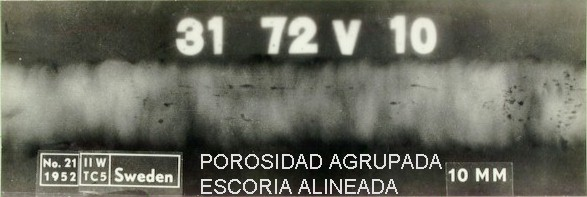 31 72 V 10
No. 21
1952
IIW
TC5
Sweden
POROSIDAD AGRUPADA
ESCORIA ALINEADA
10 MM